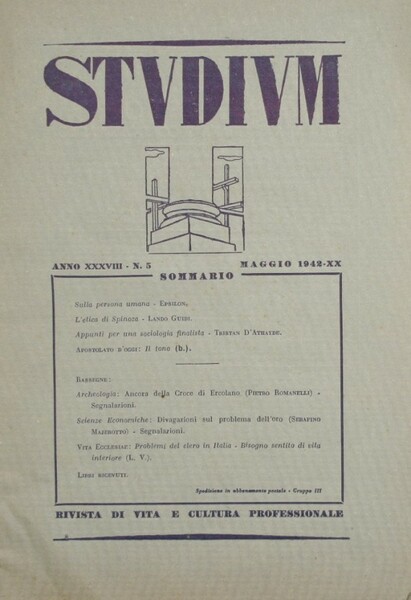 STVDIVM
ANNO XXXVIII - N. 5 MAGGIO 1942-XX
SOMMARIO
Sulla persona umana - EPSILON.
L'etica di Spinoza - LANDO GUIDI.
Appunti per una sociologia finalista - TRISTAN D'ATHAYDE.
APOSTOLATO D'OGGI: Il tono (b.).
RASSEGNE:
Archeologia: Ancora della Croce di Ercolano (PIETRO ROMANELLI) -
Segnalazioni.
Scienze Economiche: Divagazioni sul problema dell'oro (SERAFINO
MAJEROTTO) - Segnalazioni.
VITA ECCLESIAE: Problemi del clero in Italia - Bisogno sentito di vita
interiore (L. V.).
LIBRI RICEVUTI.
Spedizione in abbonamento postale - Gruppo III
RIVISTA DI VITA E CULTURA PROFESSIONALE